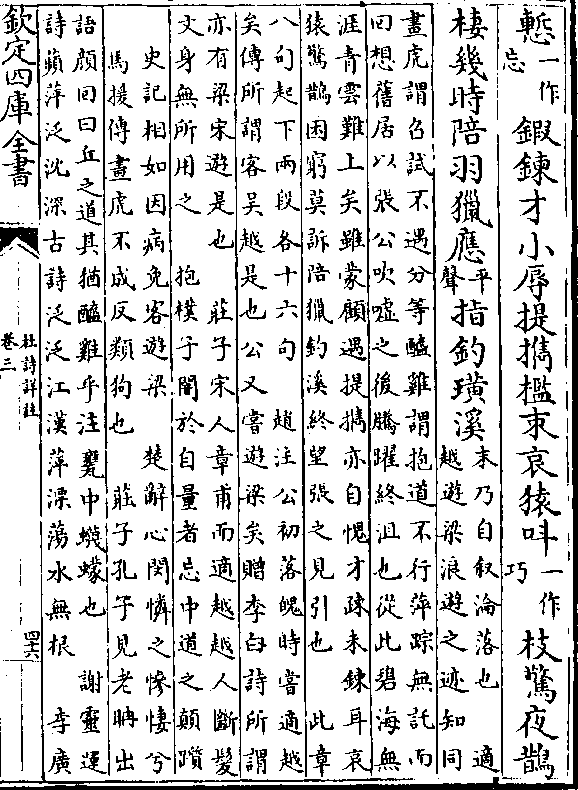 慙一作忘鍜鍊才小辱提攜檻束哀猿叫一作巧枝驚夜鵲
棲幾時陪羽獵應平聲指釣璜溪末乃自叙淪落也適
越遊梁浪遊之迹知同
畫虎謂召試不遇分等醯雞謂抱道不行萍踪無託而
回想舊居以張公吹噓之後騰躍終沮也從此碧海無
涯青雲難上矣雖蒙顧遇提攜亦自愧才疎未鍊耳哀
猿驚鵲困窮莫訴陪獵釣溪終望張之見引也 此章
八句起下兩段各十六句 趙注公初落魄時嘗適越
矣傳所謂客吳越是也公又嘗遊梁矣贈李白詩所謂
亦有梁宋遊是也 莊子宋人章甫而適越越人斷髮
文身無所用之 抱樸子闇於自量者忘中道之顛躓
史記相如因病免客遊梁 楚辭心閔憐之慘悽兮
馬援傳畫虎不成反類狗也 莊子孔子見老聃出
語顔回曰丘之道其猶醯雞乎注甕中蠛蠓也 謝靈運
詩蘋萍泛沈深古詩泛泛江漢萍漂蕩水無根 李廣
欽定四庫全書
杜詩詳註
卷三
四六